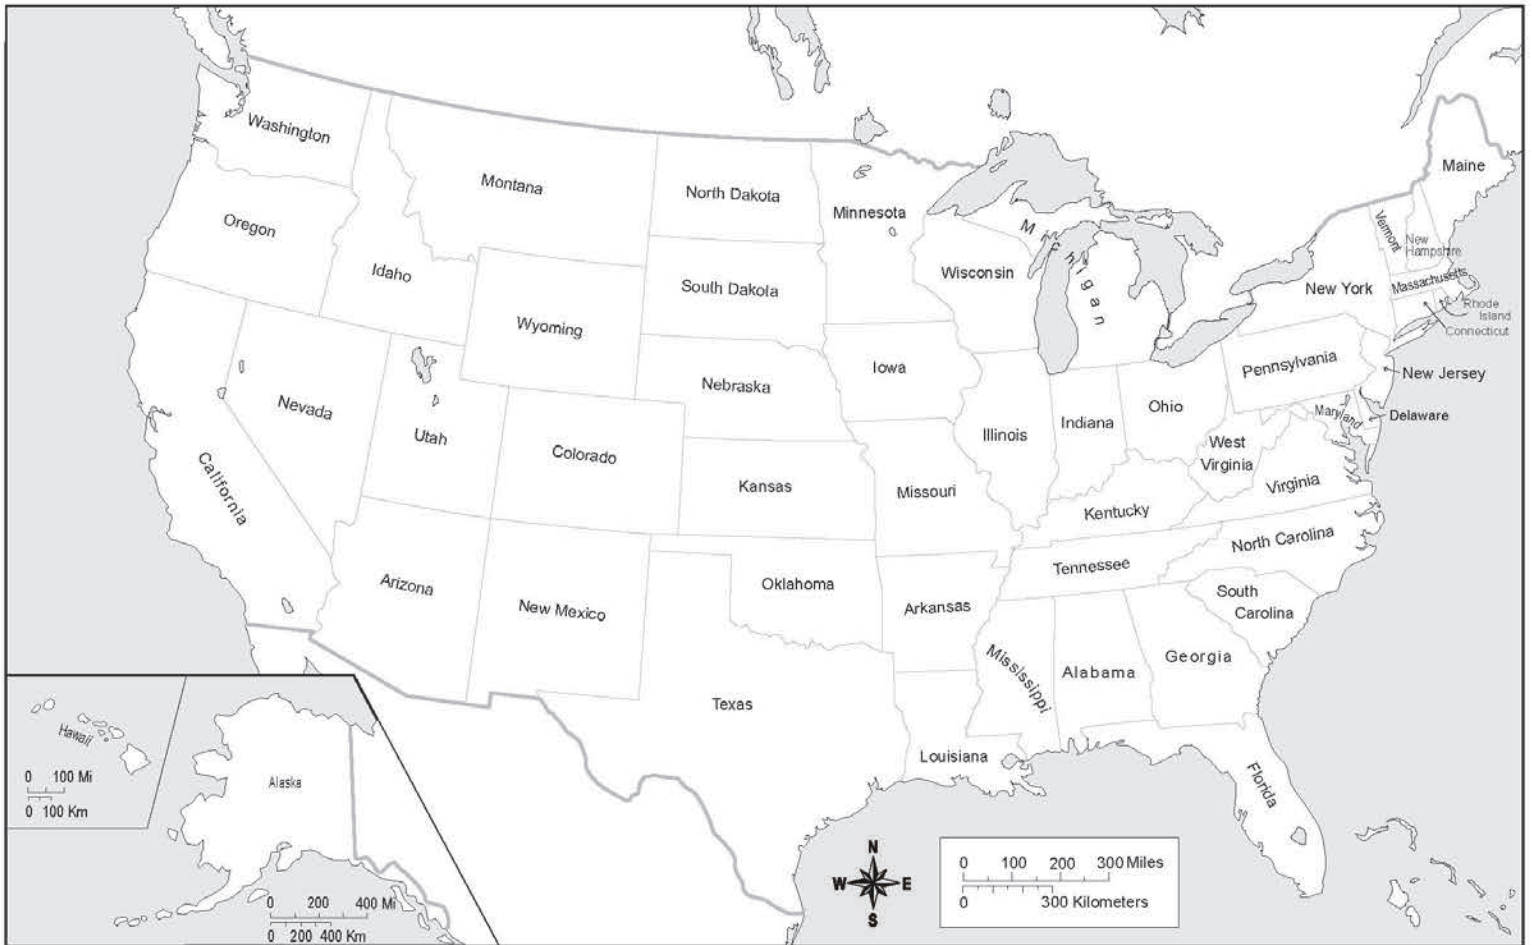 Washington
Montana
North Dakota
Minnesota
Maine
Oregon
Idaho
Michigan
Vermont
New
Hampshire
Wisconsin
South Dakota
New York
Massachusetts
Rhode
Island
Connecticut
Wyoming
Iowa
Pennsylvania
New Jersey
Nebraska
Nevada
Utah
Colorado
Illinois
Indiana
Ohio
Maryland
Delaware
West
Virginia
Virginia
California
Kansas
Missouri
Kentucky
North Carolina
Tennessee
Arizona
New Mexico
Oklahoma
Arkansas
South
Carolina
Mississippi
Alabama
Georgia
Texas
Louisiana
Florida
Hawaii
0 100 Mi
0 100 Km
Alaska
0 200 400 Mi
0 200 400 Km
N
W E
S
0 100 200 300 Miles
0 300 Kilometers